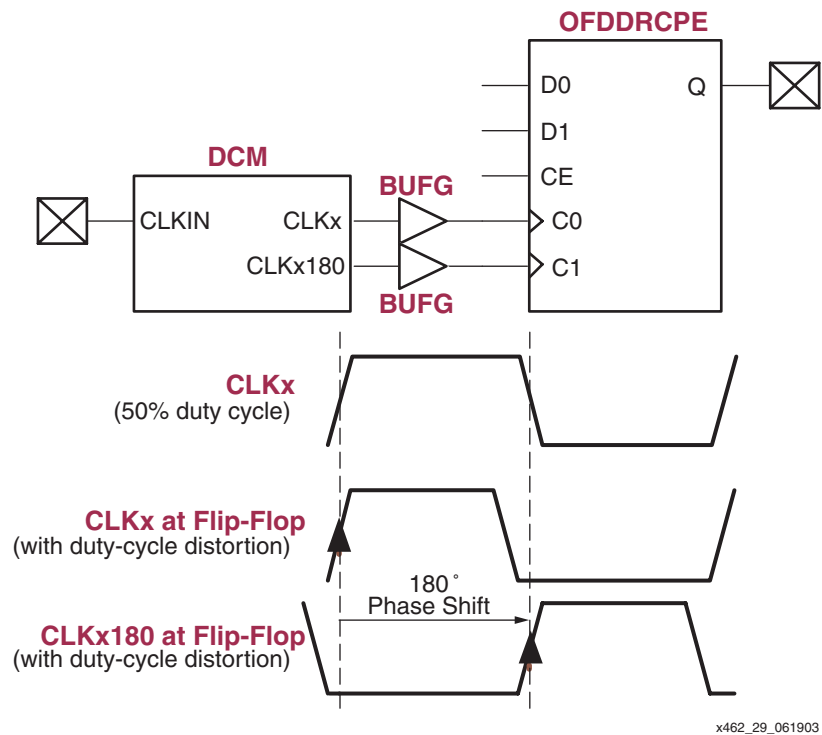 OFDDRCPE
D0
Q
D1
DCM
CE
BUFG
CLKIN
CLKx
C0
CLKx180
C1
BUFG
CLKx
(50% duty cycle)
CLKx at Flip-Flop
(with duty-cycle distortion)
180°
Phase Shift
CLKx180 at Flip-Flop
(with duty-cycle distortion)
x462_29_061903